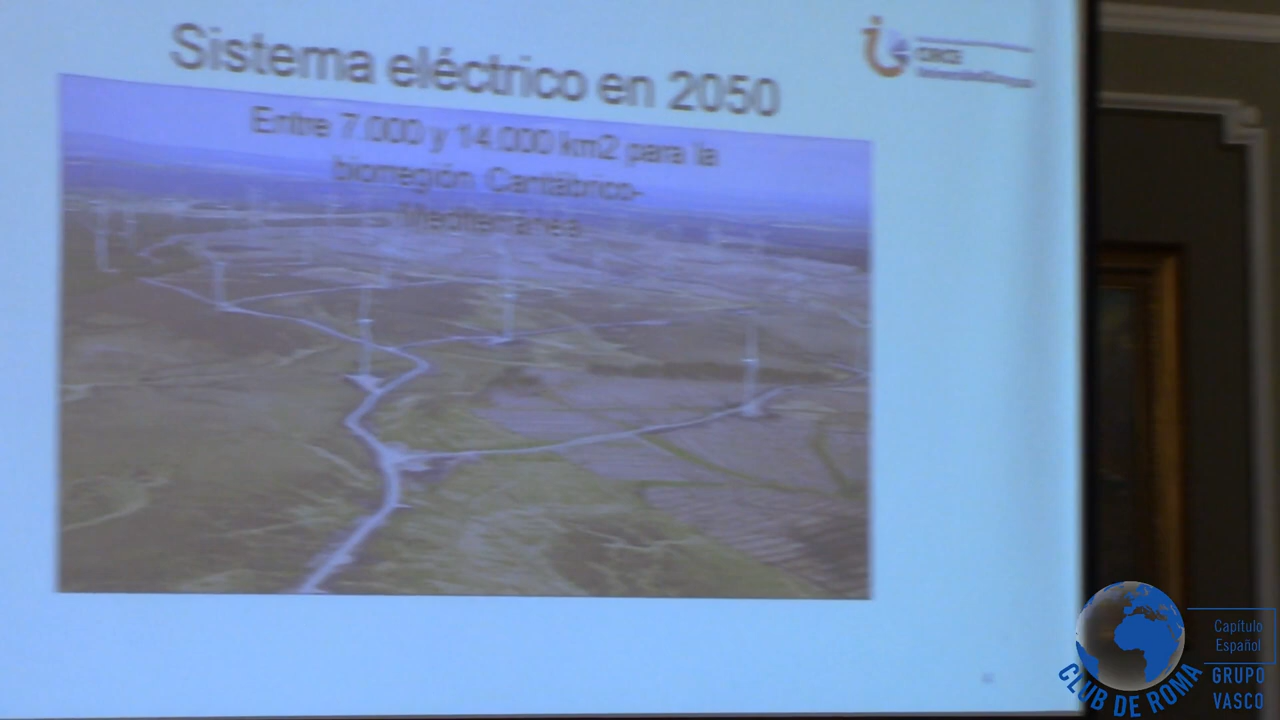 Sistema eléctrico en 2050
CIRCE
Entre 7.000 y 14.000 km2 para la
biorregión Cantábrico-
Mediterránea
Capítulo
Español
GRUPO
VASCO
CLUB DE ROMA